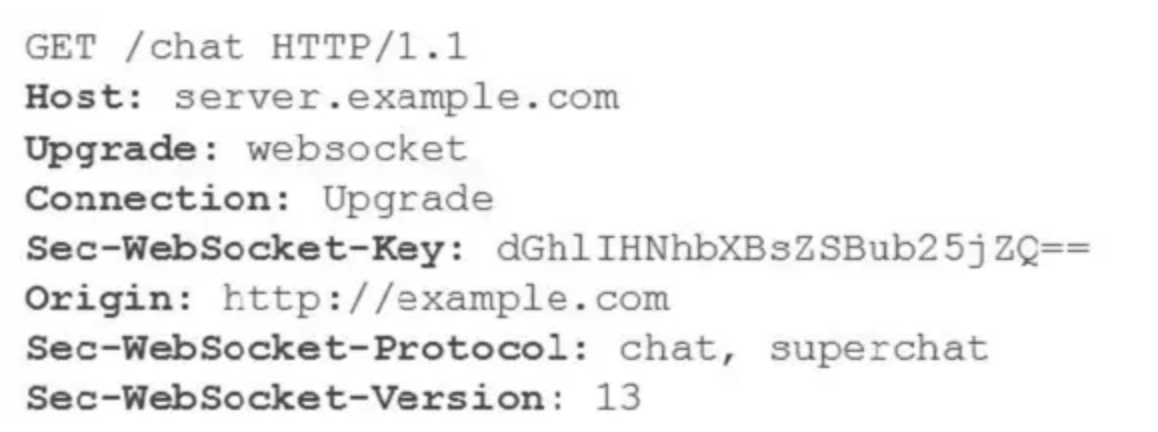 GET /chat HTTP/1.1
Host: server.example.com
Upgrade: websocket
Connection: Upgrade
Sec-WebSocket-Key: dGhlIHNhbXBsZSBub25jZQ==
Origin: http://example.com
Sec-WebSocket-Protocol: chat, superchat
Sec-WebSocket-Version: 13